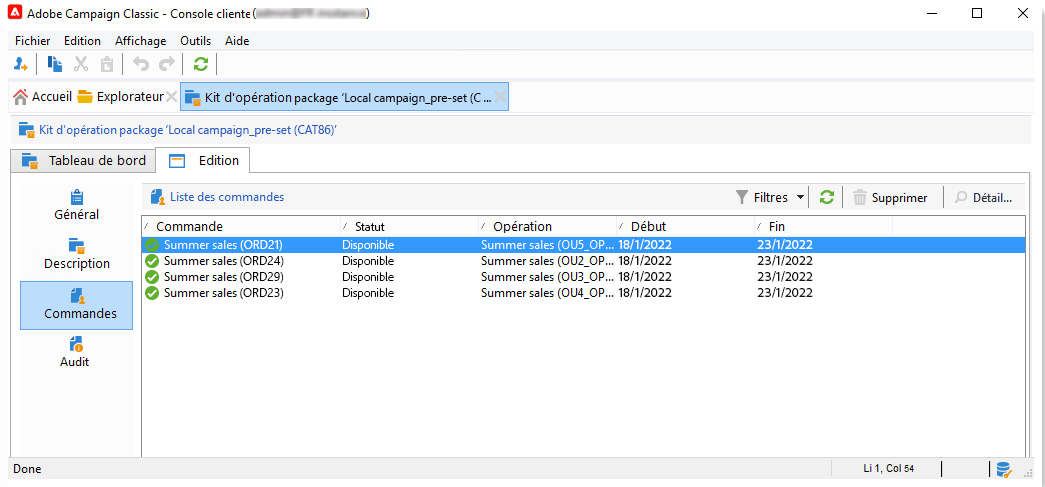 Adobe Campaign Classic - Console cliente ( )
Fichier Edition Affichage Outils Aide
Accueil Explorateur Kit d'opération package ‘Local campaign_pre-set (C ...
Kit d'opération package ‘Local campaign_pre-set (CAT86)’
Tableau de bord Edition
Général
Description
Commandes
Audit
Liste des commandes Filtres Supprimer Détail...
Commande Statut Opération Début Fin
Summer sales (ORD21) Disponible Summer sales (OU5_OP... 18/1/2022 23/1/2022
Summer sales (ORD24) Disponible Summer sales (OU2_OP... 18/1/2022 23/1/2022
Summer sales (ORD29) Disponible Summer sales (OU3_OP... 18/1/2022 23/1/2022
Summer sales (ORD23) Disponible Summer sales (OU4_OP... 18/1/2022 23/1/2022
Done Li 1, Col 54